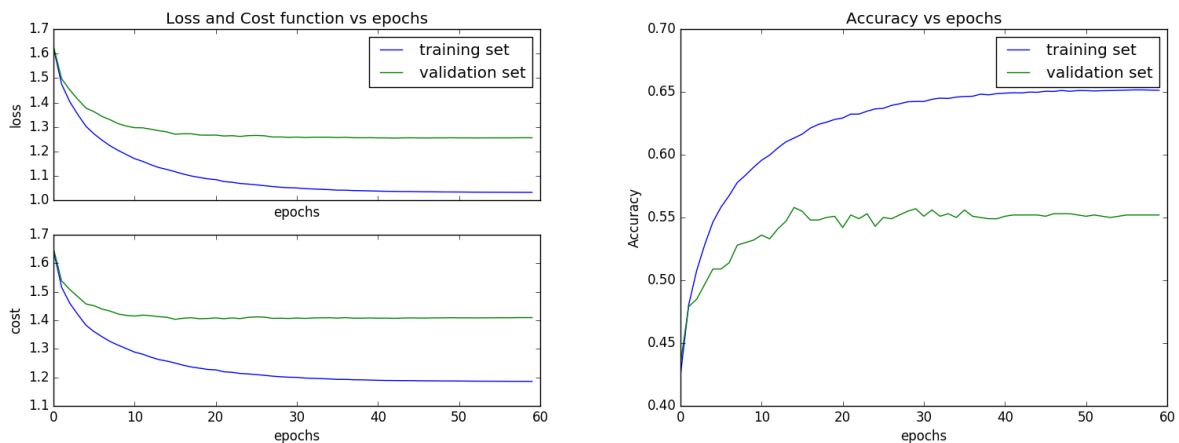 Loss and Cost function vs epochs
1.7
1.6
1.5
1.4
1.3
1.2
1.1
1.0
loss
training set
validation set
epochs
1.7
1.6
1.5
1.4
1.3
1.2
1.1
cost
0 10 20 30 40 50 60
epochs
Accuracy vs epochs
0.70
0.65
0.60
0.55
0.50
0.45
0.40
Accuracy
training set
validation set
0 10 20 30 40 50 60
epochs